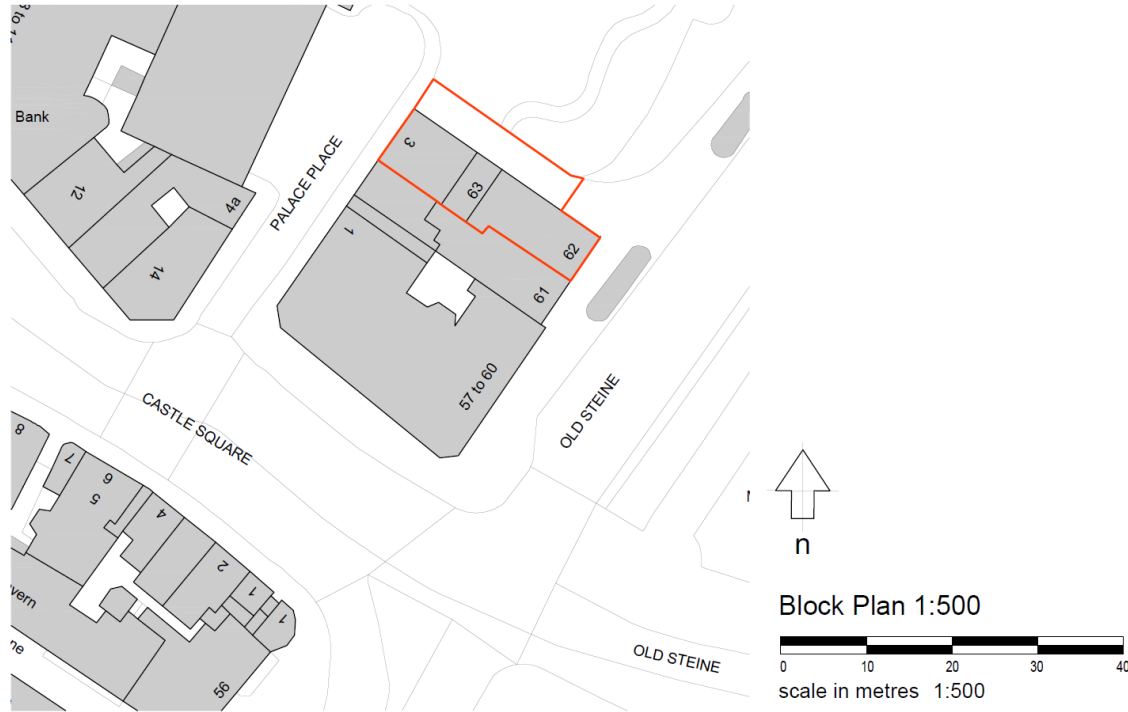 Bank
12
14
4a
PALACE PLACE
3
63
62
61
1
57 to 60
OLD STEINE
CASTLE SQUARE
8
7
6
5
4
2
1
1
56
OLD STEINE
n
Block Plan 1:500
0 10 20 30 40
scale in metres 1:500